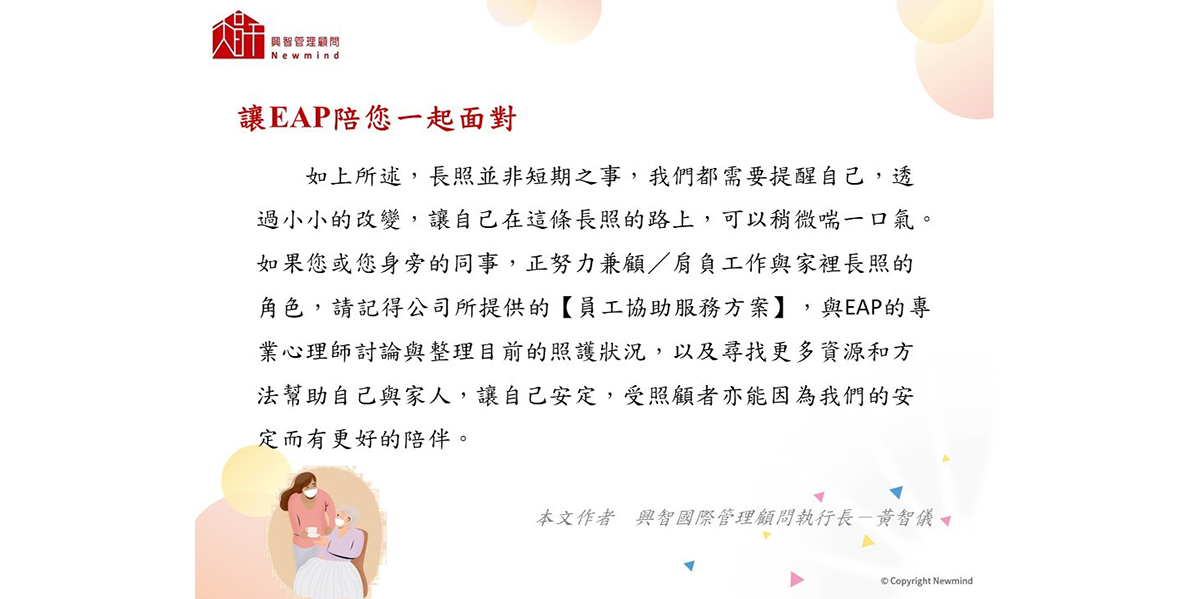 興智管理顧問
Newmind
讓EAP陪您一起面對
如上所述，長照並非短期之事，我們都需要提醒自己，透
過小小的改變，讓自己在這條長照的路上，可以稍微喘一口氣。
如果您或您身旁的同事，正努力兼顧／肩負工作與家裡長照的
角色，請記得公司所提供的【員工協助服務方案】，與EAP的專
業心理師討論與整理目前的照護狀況，以及尋找更多資源和方
法幫助自己與家人，讓自己安定，受照顧者亦能因為我們的安
定而有更好的陪伴。
本文作者　興智國際管理顧問執行長－黃智儀
© Copyright Newmind